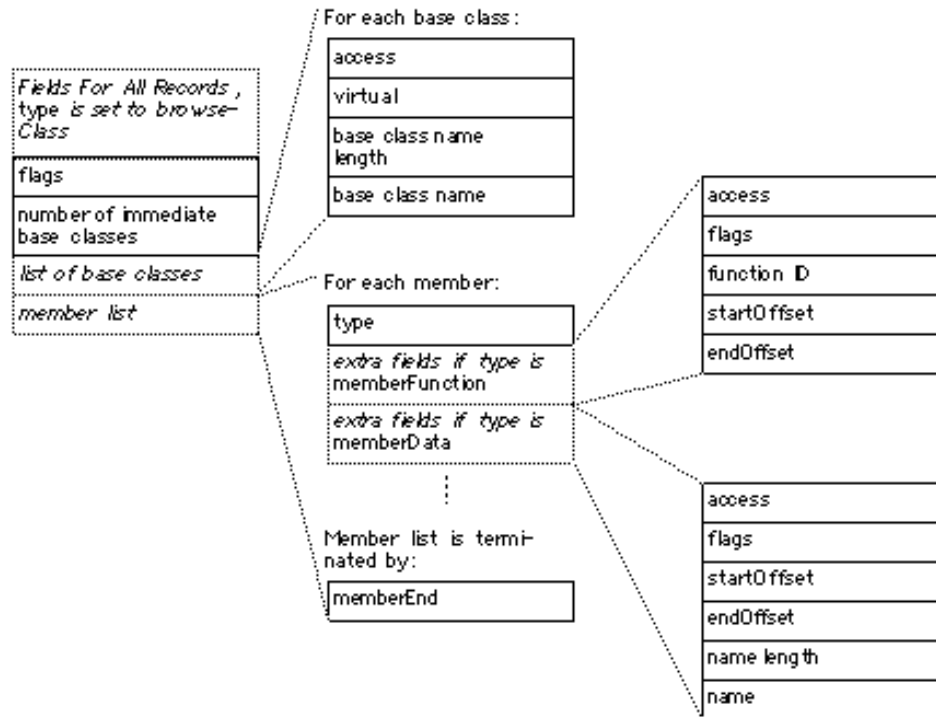 Fields For All Records,
type is set to browse-
Class
flags
number of immediate
base classes
list of base classes
member list
For each base class:
access
virtual
base class name
length
base class name
For each member:
type
extra fields if type is
memberFunction
extra fields if type is
memberData
Member list is termi-
nated by:
memberEnd
access
flags
function ID
startOffset
endOffset
access
flags
startOffset
endOffset
name length
name